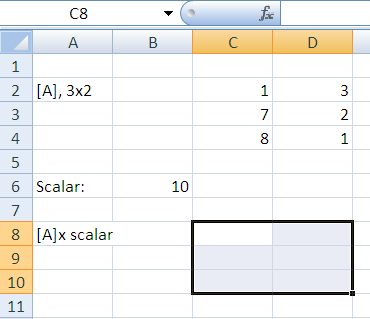 C8
fx
A B C D
1
2 [A], 3x2 1 3
3 7 2
4 8 1
5
6 Scalar: 10
7
8 [A]x scalar
9
10
11